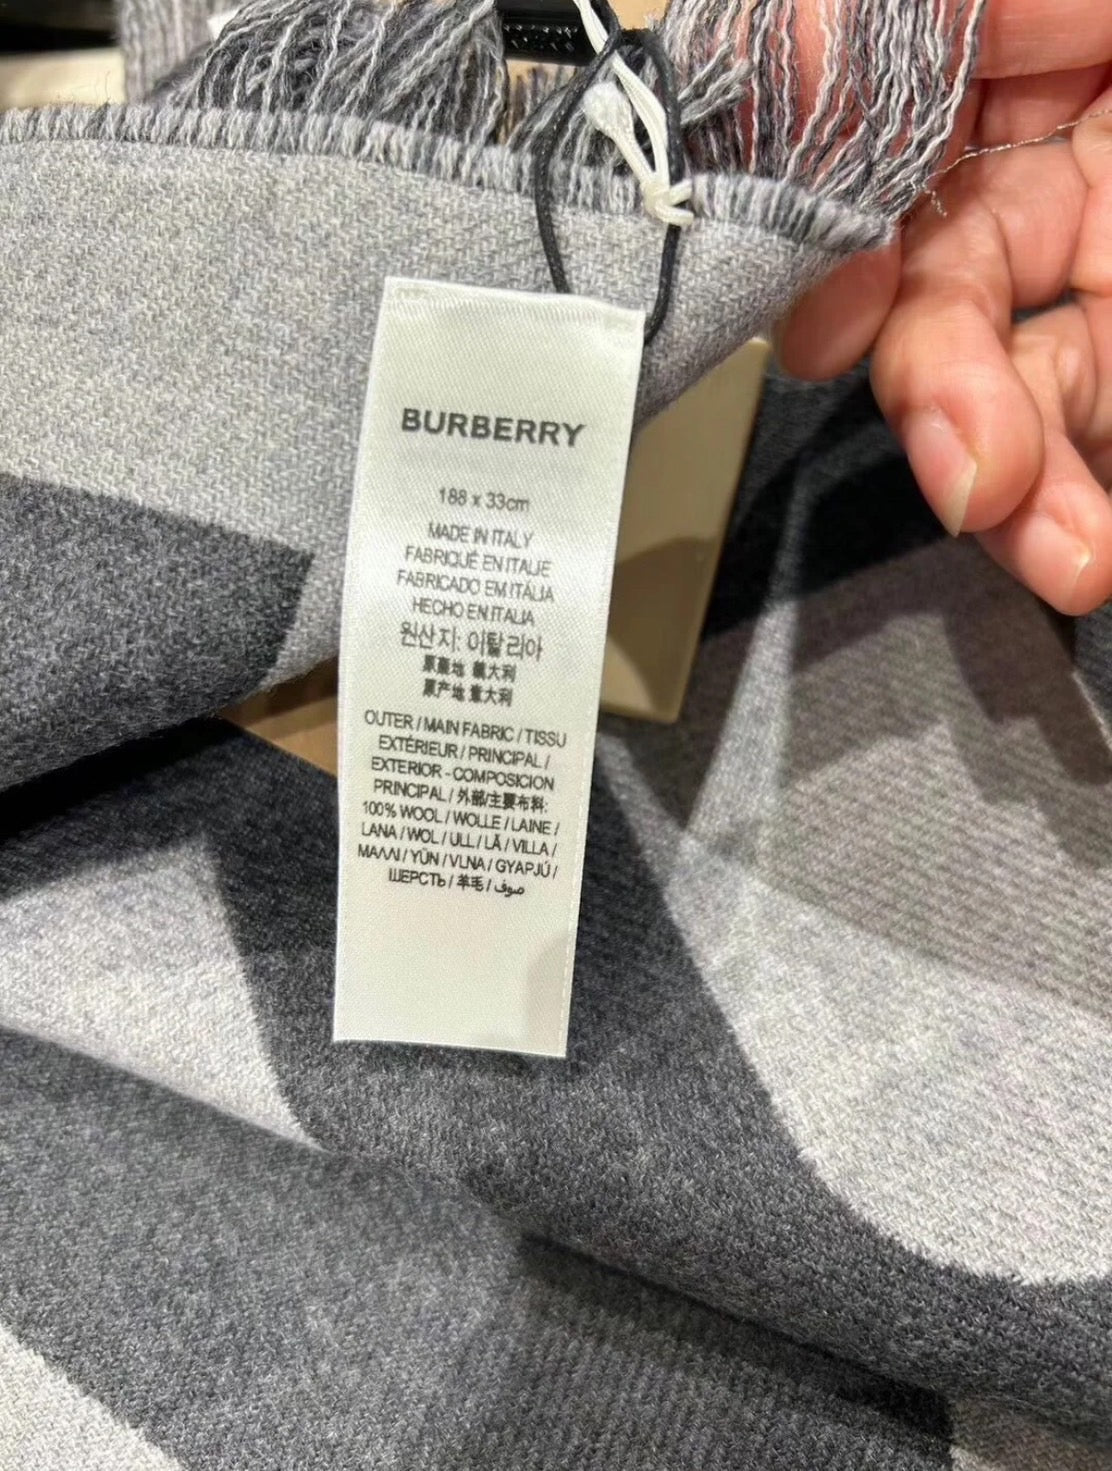 BURBERRY
188 x 33cm
MADE IN ITALY
FABRIQUÉ EN ITALIE
FABRICADO EM ITÁLIA
HECHO EN ITALIA
원산지: 이탈리아
原產地 義大利
原产地 意大利
OUTER / MAIN FABRIC / TISSU
EXTÉRIEUR / PRINCIPAL /
EXTERIOR - COMPOSICION
PRINCIPAL / 外部/主要布料:
100% WOOL / WOLLE / LAINE /
LANA / WOL / ULL / LÃ / VILLA /
ΜΑΛΛΙ / YÜN / VLNA / GYAPJÚ /
ШЕРСТЬ / 羊毛 / صوف